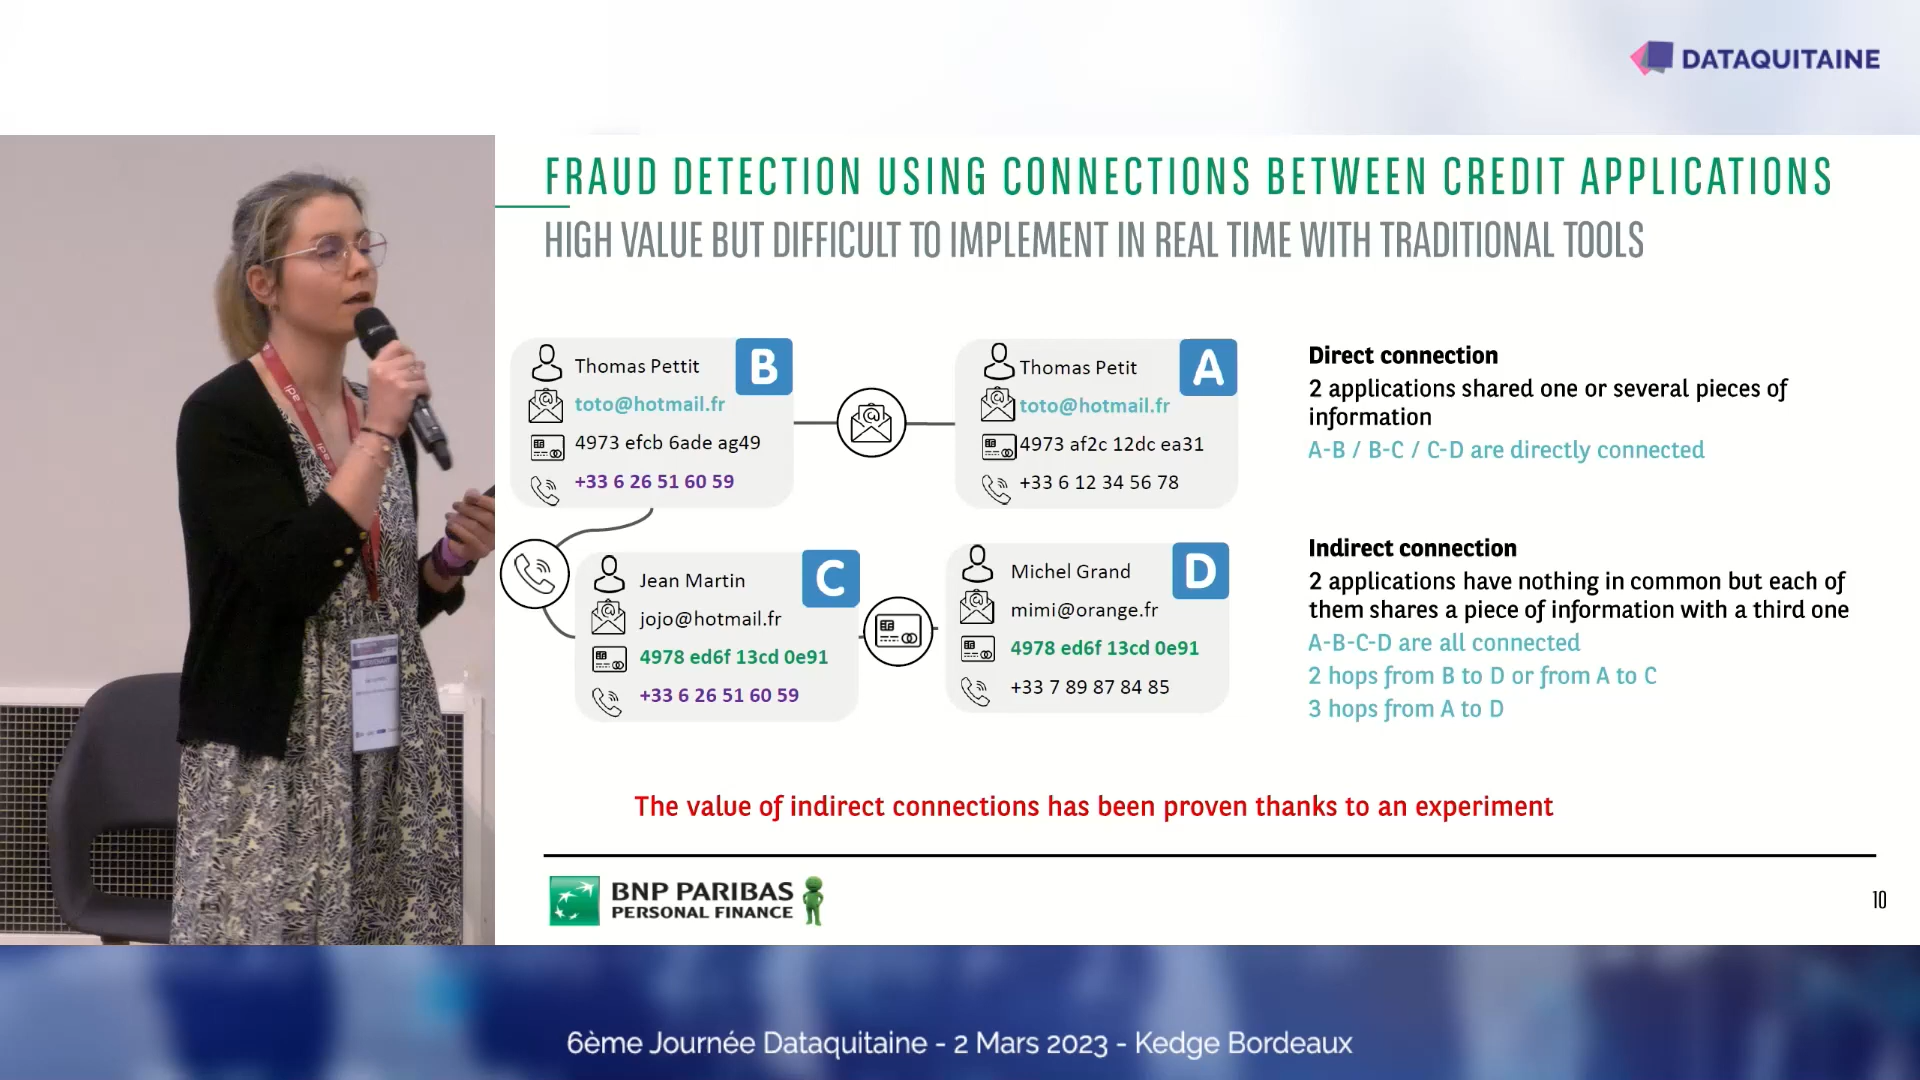 DATAQUITAINE
FRAUD DETECTION USING CONNECTIONS BETWEEN CREDIT APPLICATIONS
HIGH VALUE BUT DIFFICULT TO IMPLEMENT IN REAL TIME WITH TRADITIONAL TOOLS
Thomas Pettit
B
toto@hotmail.fr
4973 efcb 6ade ag49
+33 6 26 51 60 59
Thomas Petit
A
toto@hotmail.fr
4973 af2c 12dc ea31
+33 6 12 34 56 78
Jean Martin
C
jojo@hotmail.fr
4978 ed6f 13cd 0e91
+33 6 26 51 60 59
Michel Grand
D
mimi@orange.fr
4978 ed6f 13cd 0e91
+33 7 89 87 84 85
Direct connection
2 applications shared one or several pieces of
information
A-B / B-C / C-D are directly connected
Indirect connection
2 applications have nothing in common but each of
them shares a piece of information with a third one
A-B-C-D are all connected
2 hops from B to D or from A to C
3 hops from A to D
The value of indirect connections has been proven thanks to an experiment
BNP PARIBAS
PERSONAL FINANCE
10
6ème Journée Dataquitaine - 2 Mars 2023 - Kedge Bordeaux